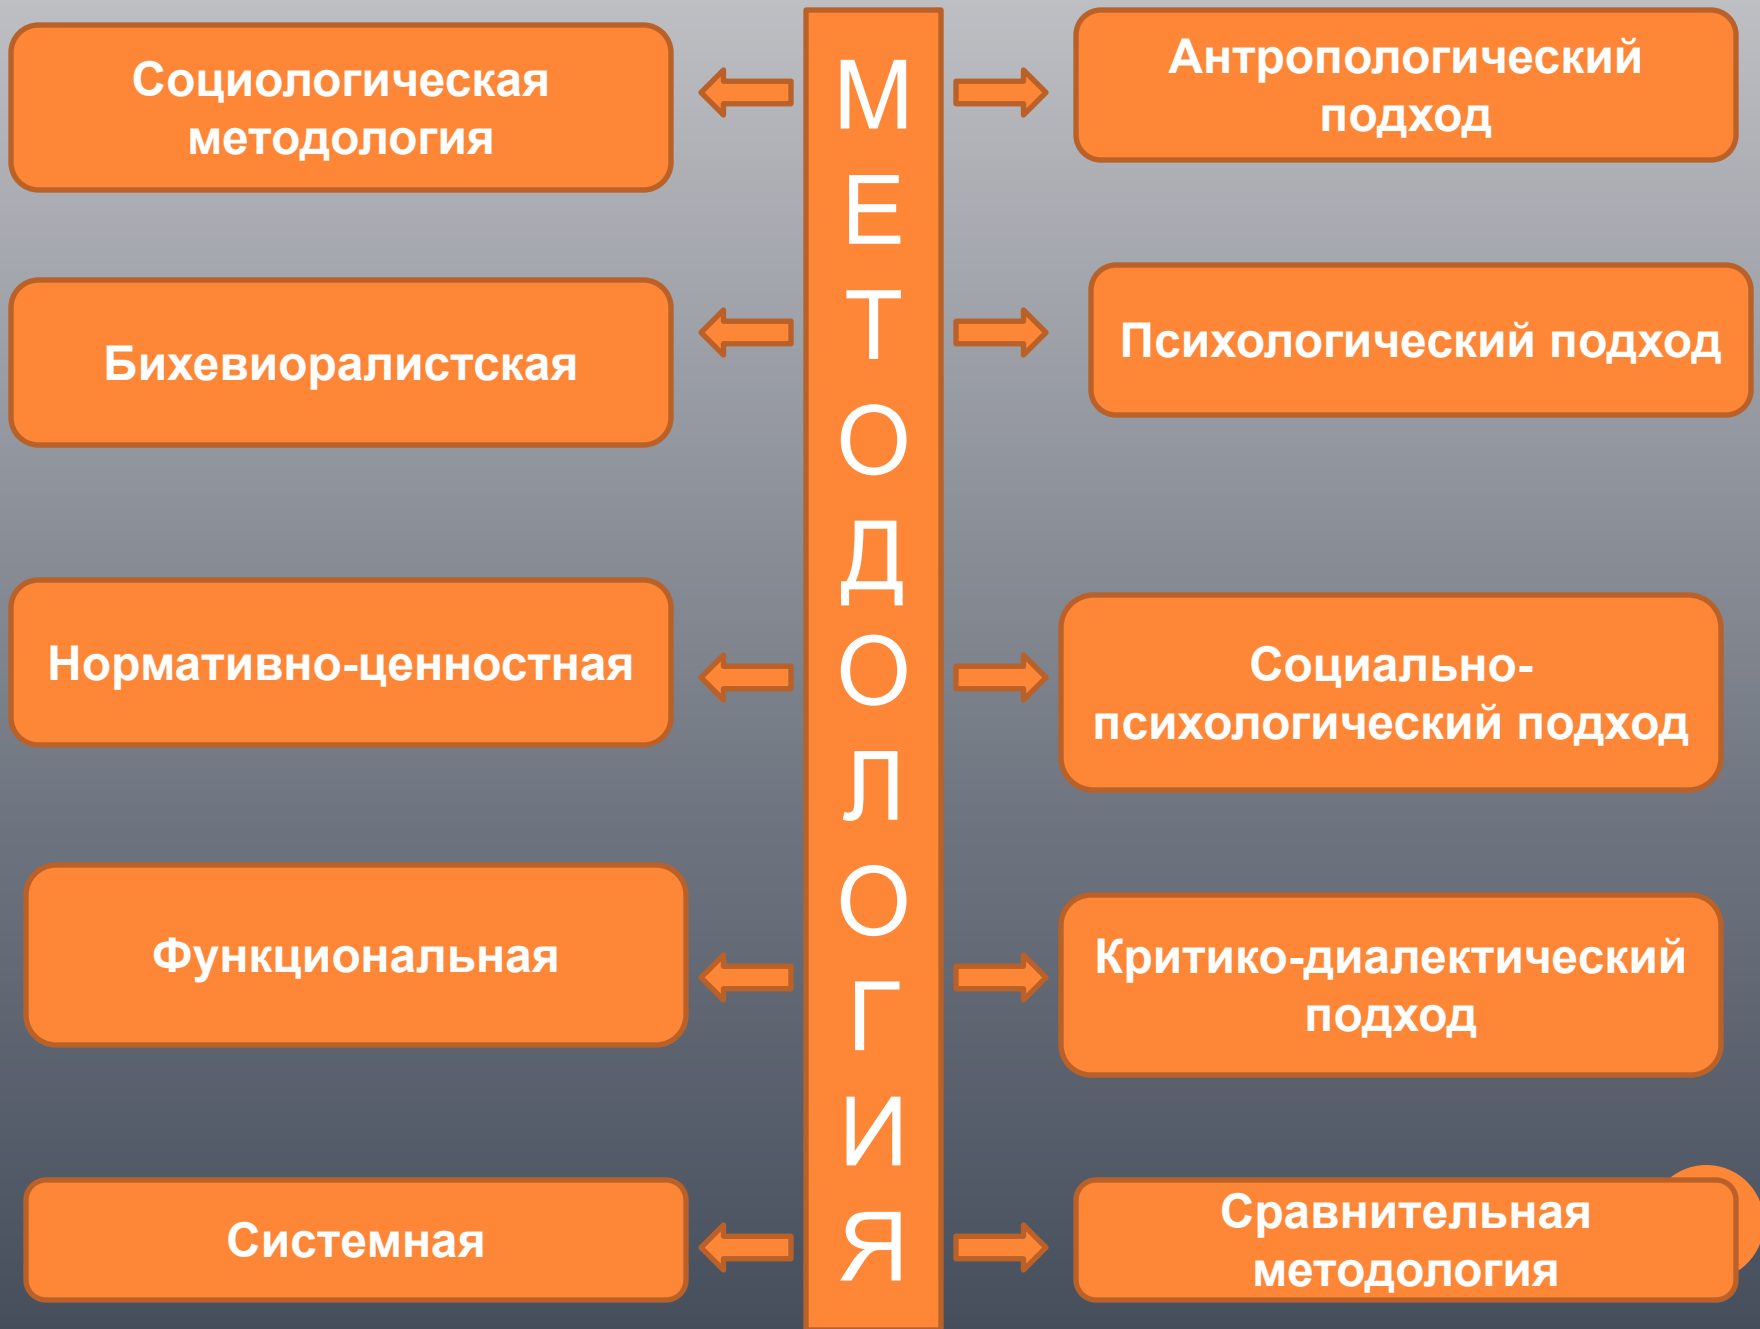 Социологическая
методология
Бихевиоралистская
Нормативно-ценностная
Функциональная
Системная
М
Е
Т
О
Д
О
Л
О
Г
И
Я
Антропологический
подход
Психологический подход
Социально-
психологический подход
Критико-диалектический
подход
Сравнительная
методология